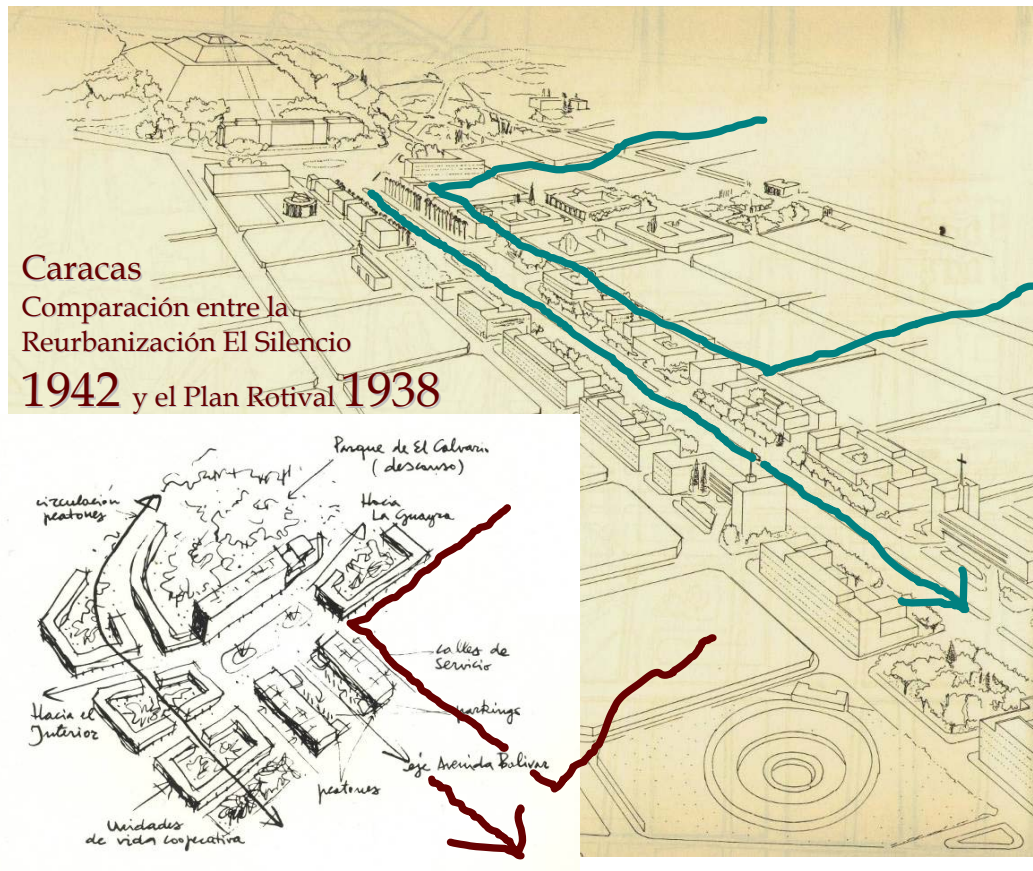 Caracas
Comparación entre la
Reurbanización El Silencio
1942 y el Plan Rotival 1938
Parque de El Calvario
(descanso)
circulación
peatones
Hacia
La Guayra
calles de
Servicio
parkings
Hacia el
Interior
eje Avenida Bolivar
peatones
Unidades
de vida cooperativa